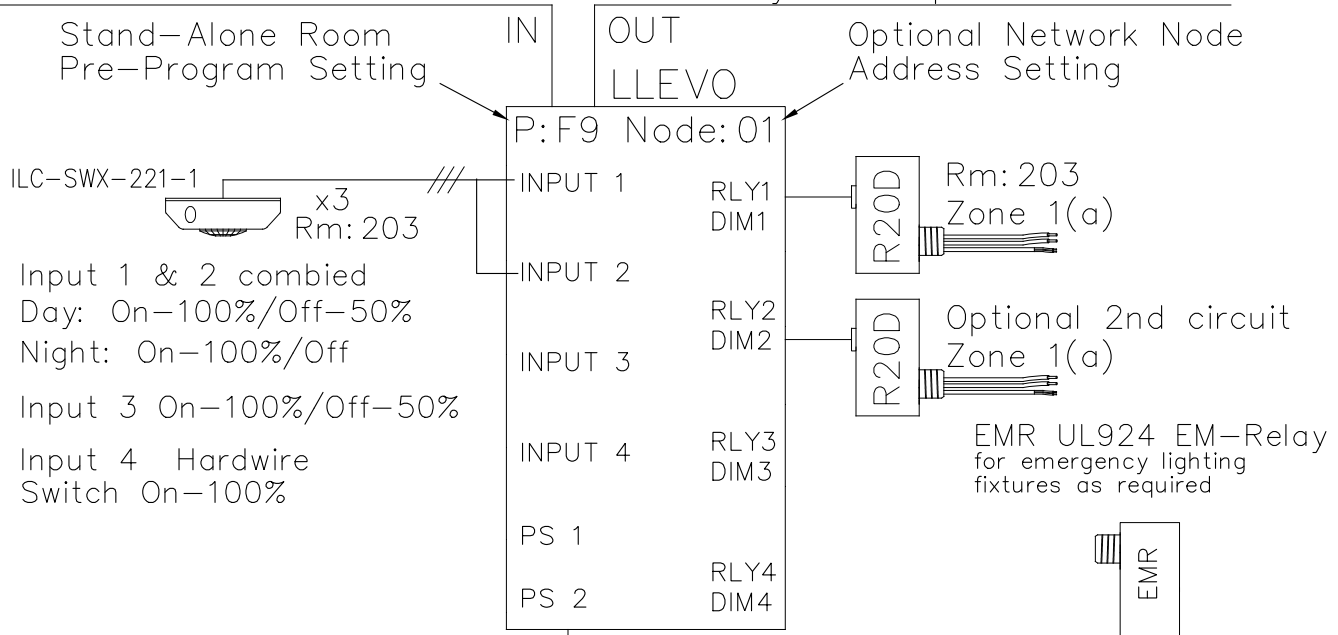 Stand-Alone Room
Pre-Program Setting
IN
OUT
LLEVO
Optional Network Node
Address Setting
P: F9 Node: 01
ILC-SWX-221-1
x3
Rm: 203
Input 1 & 2 combied
Day: On-100%/Off-50%
Night: On-100%/Off
Input 3 On-100%/Off-50%
Input 4 Hardwire
Switch On-100%
INPUT 1
INPUT 2
INPUT 3
INPUT 4
PS 1
PS 2
RLY1
DIM1
RLY2
DIM2
RLY3
DIM3
RLY4
DIM4
R20D
Rm: 203
Zone 1(a)
R20D
Optional 2nd circuit
Zone 1(a)
EMR UL924 EM-Relay
for emergency lighting
fixtures as required
EMR